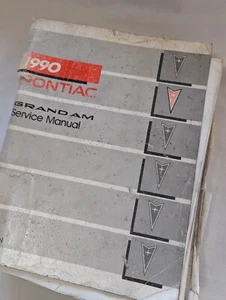 1990
PONTIAC
GRAND AM
Service Manual
N